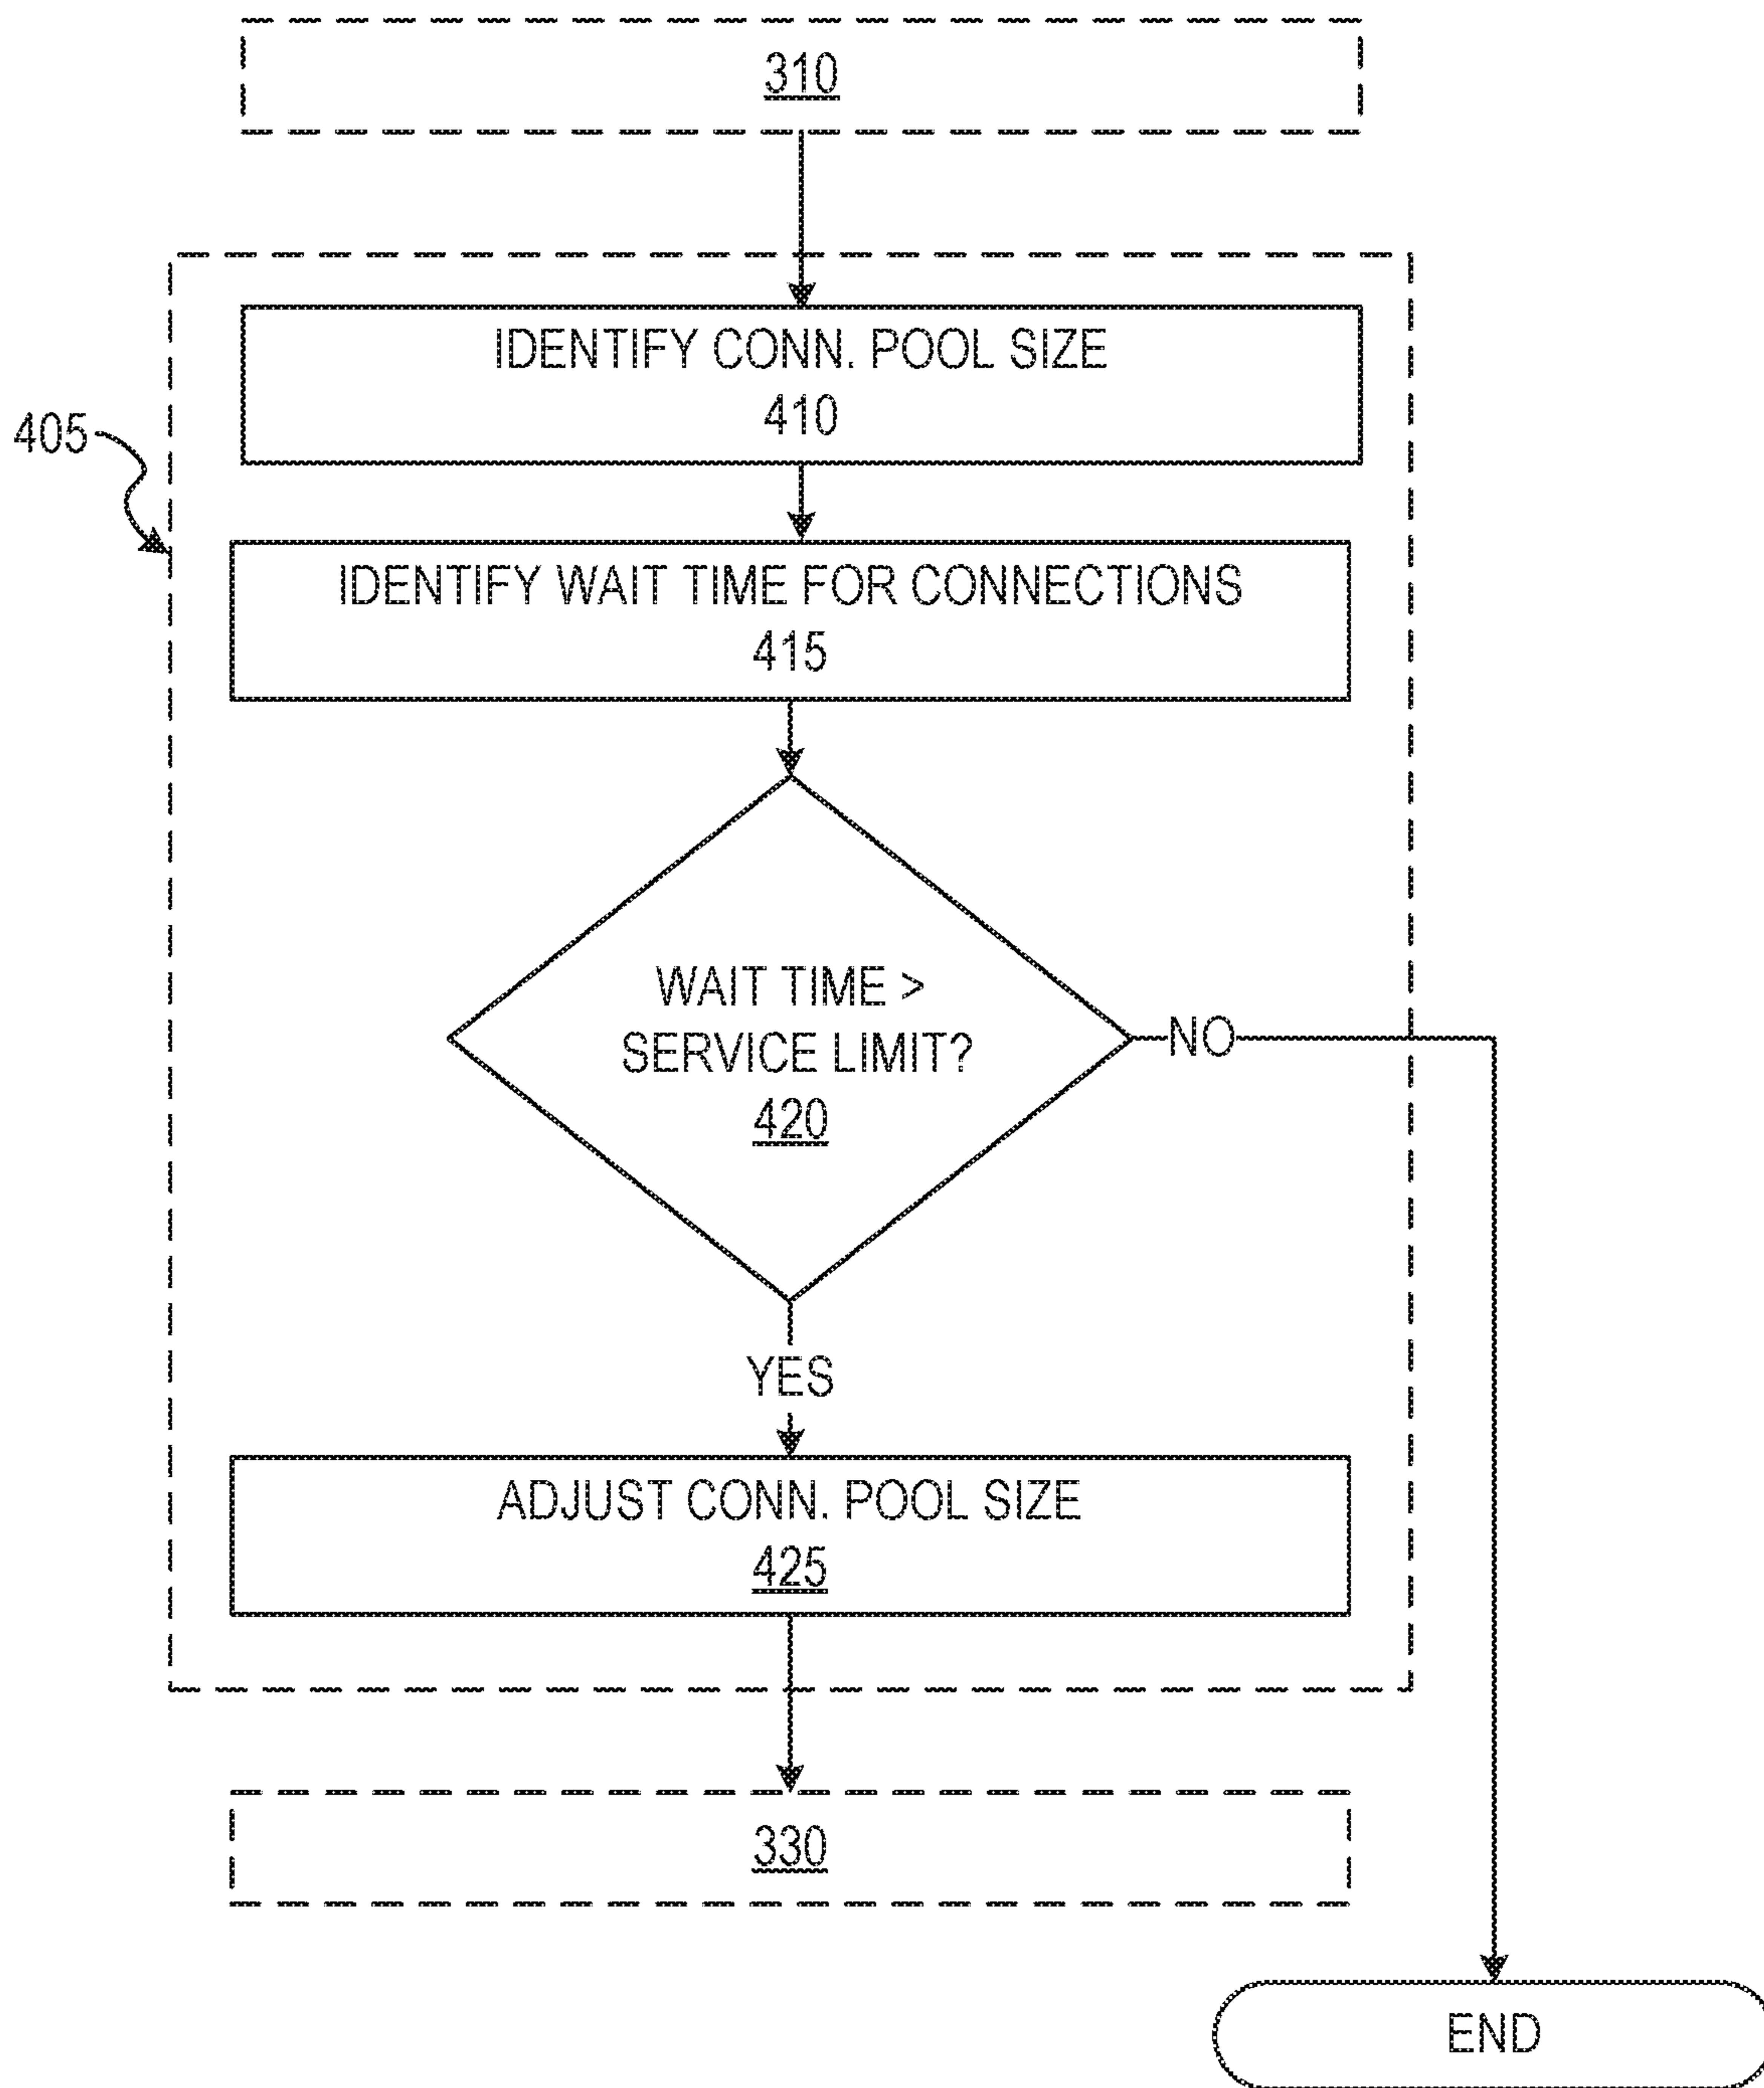 310
IDENTIFY CONN. POOL SIZE
410
405
IDENTIFY WAIT TIME FOR CONNECTIONS
415
WAIT TIME >
SERVICE LIMIT?
420
NO
YES
ADJUST CONN. POOL SIZE
425
330
END